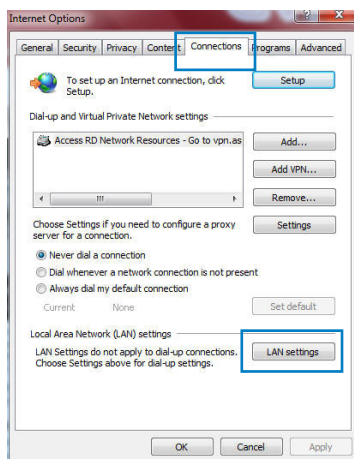 Internet Options
General Security Privacy Content Connections Programs Advanced
To set up an Internet connection, click
Setup.
Setup
Dial-up and Virtual Private Network settings
Access RD Network Resources - Go to vpn.as
Add...
Add VPN...
Remove...
Choose Settings if you need to configure a proxy
server for a connection.
Settings
Never dial a connection
Dial whenever a network connection is not present
Always dial my default connection
Current None
Set default
Local Area Network (LAN) settings
LAN Settings do not apply to dial-up connections.
Choose Settings above for dial-up settings.
LAN settings
OK Cancel Apply